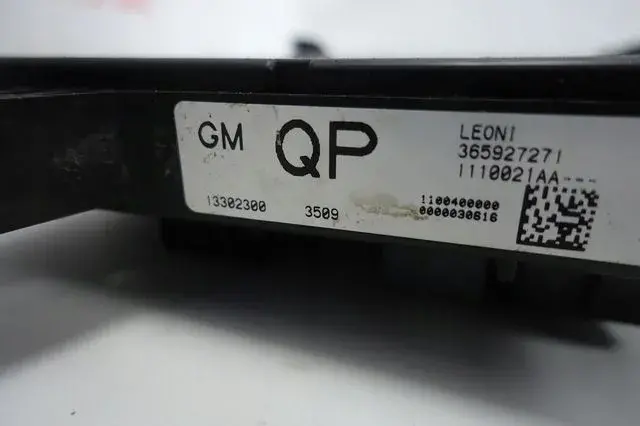 GM QP
LEONI
365927271
1110021AA---
13302300 3509
1100400000
0000030616